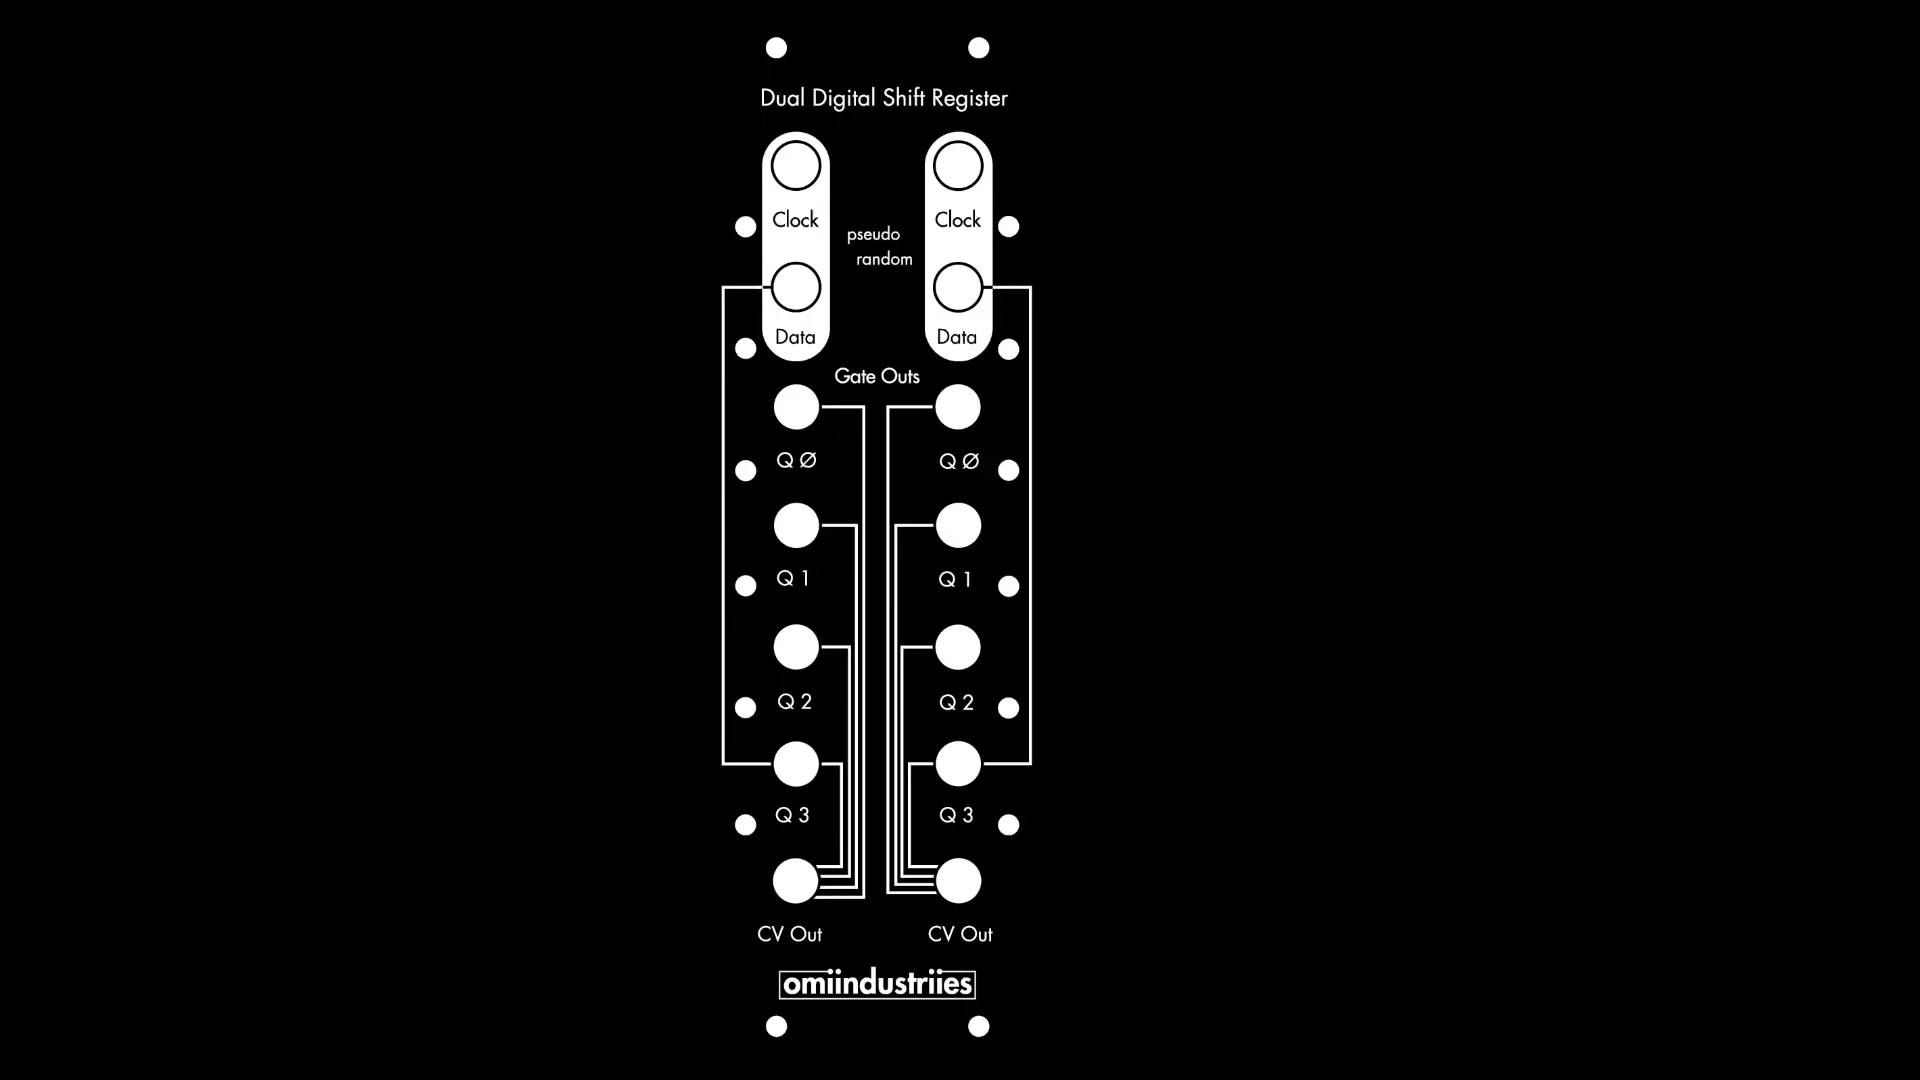 Dual Digital Shift Register
Clock
Clock
pseudo
random
Data
Data
Gate Outs
Q Ø
Q Ø
Q 1
Q 1
Q 2
Q 2
Q 3
Q 3
CV Out
CV Out
omiindustriies